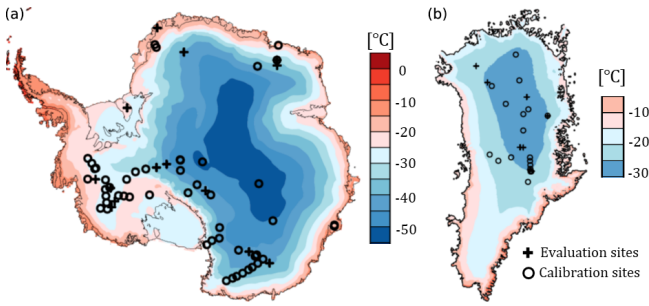 (a)
[°C]
0
-10
-20
-30
-40
-50
(b)
[°C]
-10
-20
-30
Evaluation sites
Calibration sites